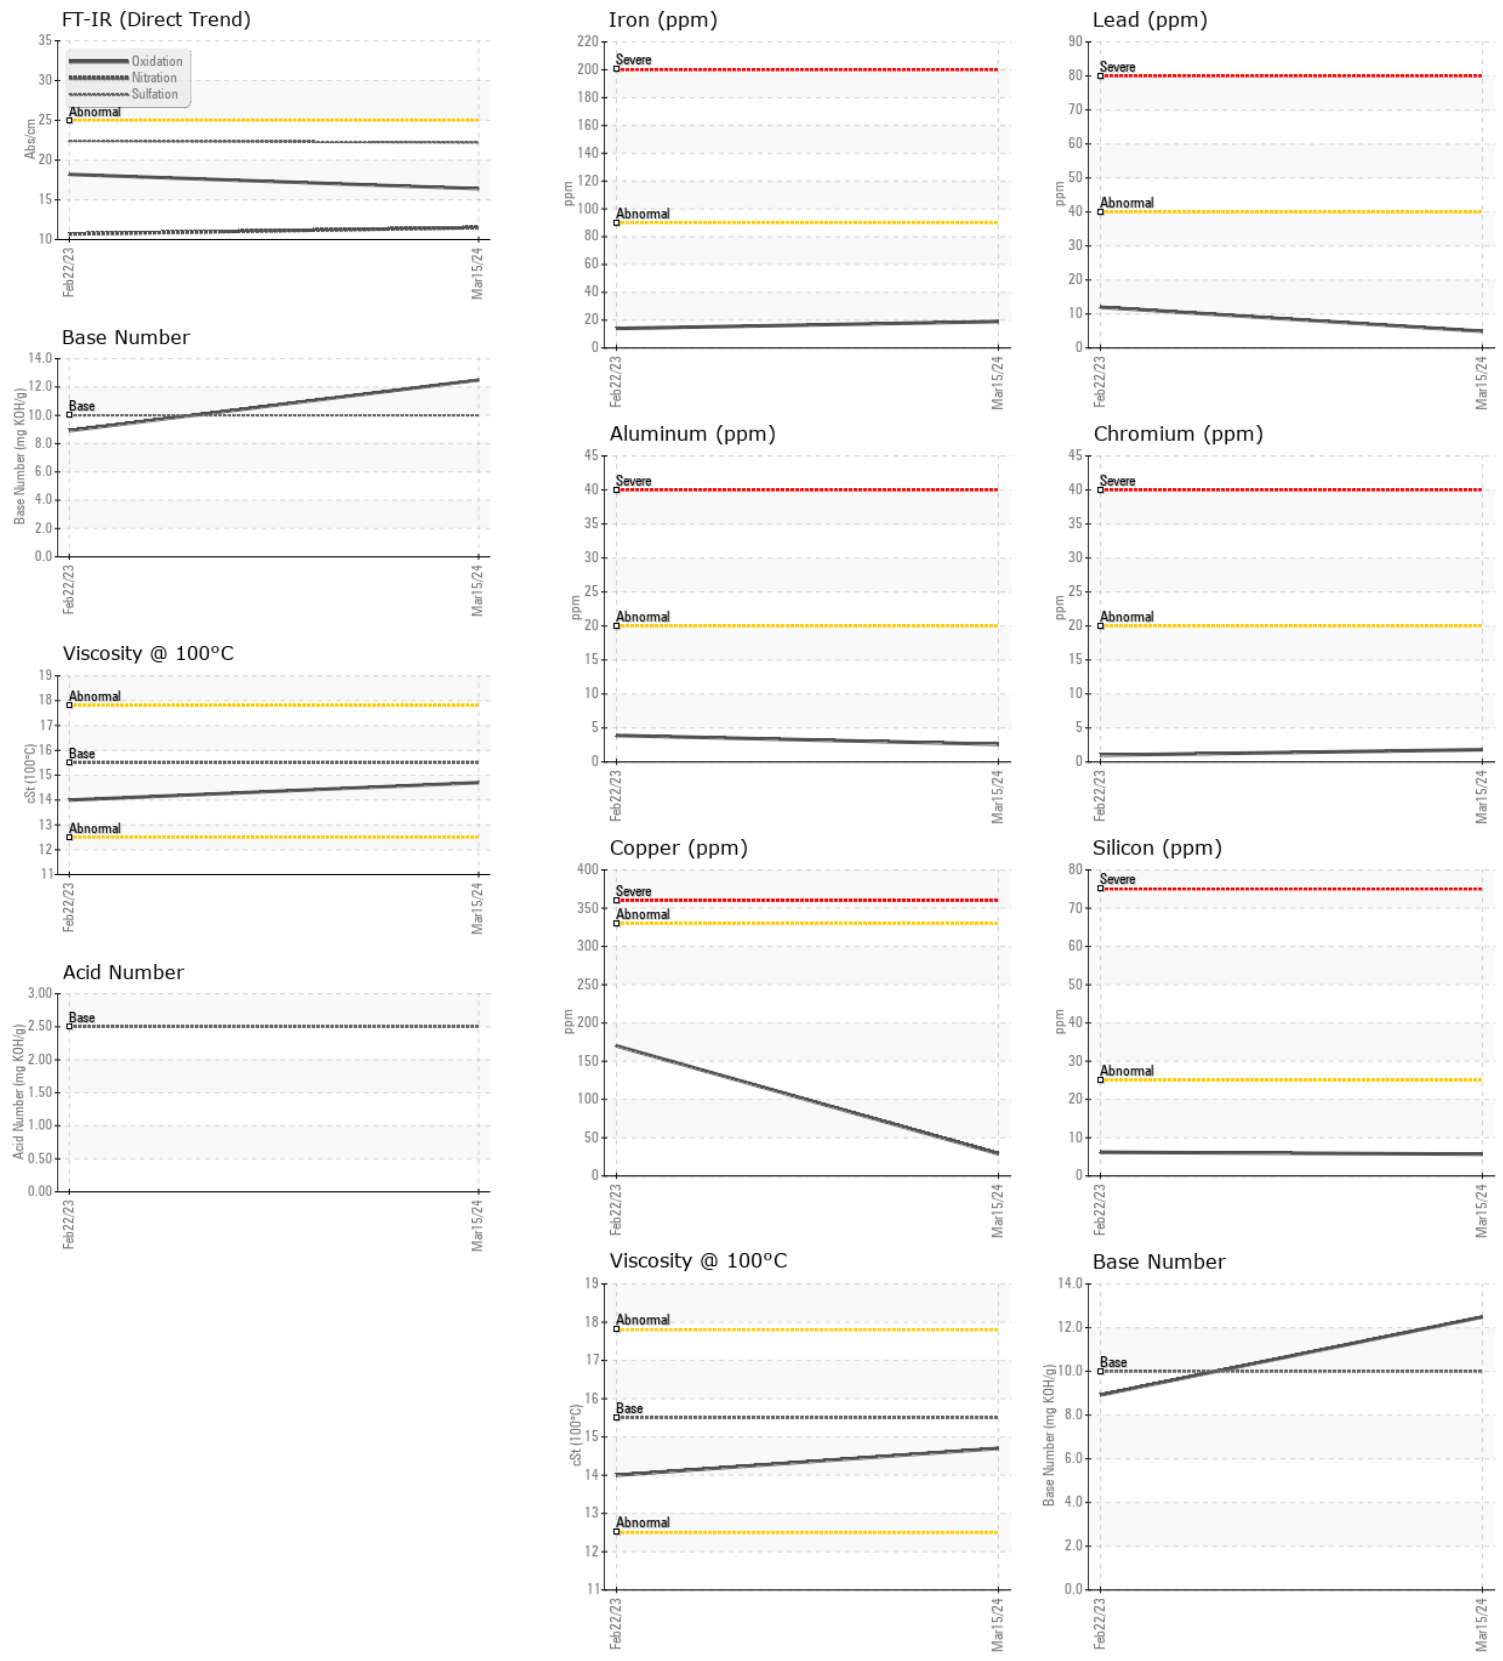 FT-IR (Direct Trend)
35
30
25
20
15
10
Abs/cm
Oxidation
Nitration
Sulfation
Abnormal
Feb22/23
Mar15/24
Base Number
14.0
12.0
10.0
8.0
6.0
4.0
2.0
0.0
Base Number (mg KOH/g)
Base
Feb22/23
Mar15/24
Viscosity @ 100°C
19
18
17
16
15
14
13
12
11
cSt (100°C)
Abnormal
Base
Abnormal
Feb22/23
Mar15/24
Acid Number
3.00
2.50
2.00
1.50
1.00
0.50
0.00
Acid Number (mg KOH/g)
Base
Feb22/23
Mar15/24
Iron (ppm)
220
200
180
160
140
120
100
80
60
40
20
0
ppm
Severe
Abnormal
Feb22/23
Mar15/24
Lead (ppm)
90
80
70
60
50
40
30
20
10
0
ppm
Severe
Abnormal
Feb22/23
Mar15/24
Aluminum (ppm)
45
40
35
30
25
20
15
10
5
0
ppm
Severe
Abnormal
Feb22/23
Mar15/24
Chromium (ppm)
45
40
35
30
25
20
15
10
5
0
ppm
Severe
Abnormal
Feb22/23
Mar15/24
Copper (ppm)
400
350
300
250
200
150
100
50
0
ppm
Severe
Abnormal
Feb22/23
Mar15/24
Silicon (ppm)
80
70
60
50
40
30
20
10
0
ppm
Severe
Abnormal
Feb22/23
Mar15/24
Viscosity @ 100°C
19
18
17
16
15
14
13
12
11
cSt (100°C)
Abnormal
Base
Abnormal
Feb22/23
Mar15/24
Base Number
14.0
12.0
10.0
8.0
6.0
4.0
2.0
0.0
Base Number (mg KOH/g)
Base
Feb22/23
Mar15/24